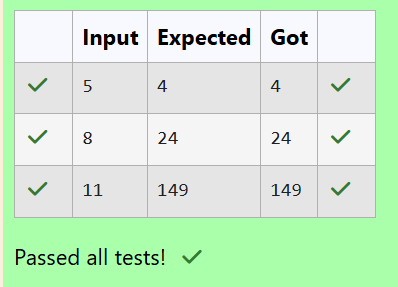 Input Expected Got
5 4 4
8 24 24
11 149 149
Passed all tests!